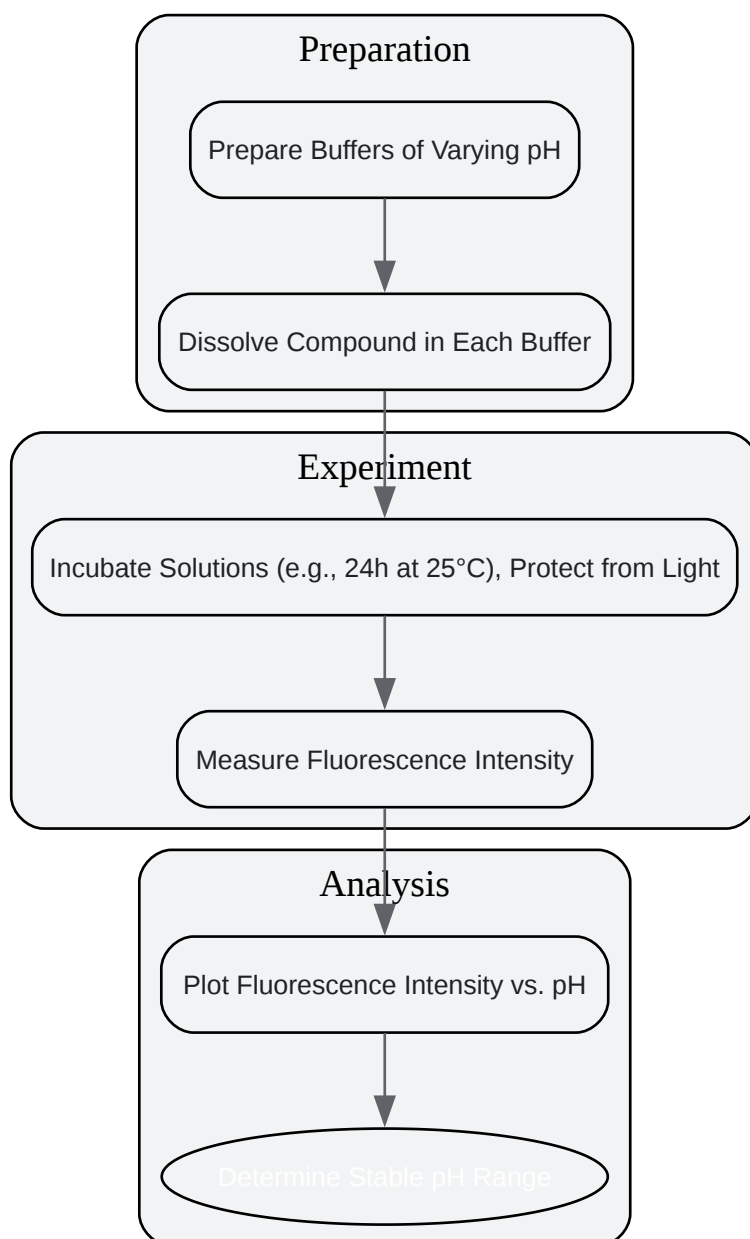 Preparation
Prepare Buffers of Varying pH
Dissolve Compound in Each Buffer
Experiment
Incubate Solutions (e.g., 24h at 25°C), Protect from Light
Measure Fluorescence Intensity
Analysis
Plot Fluorescence Intensity vs. pH
Determine Stable pH Range